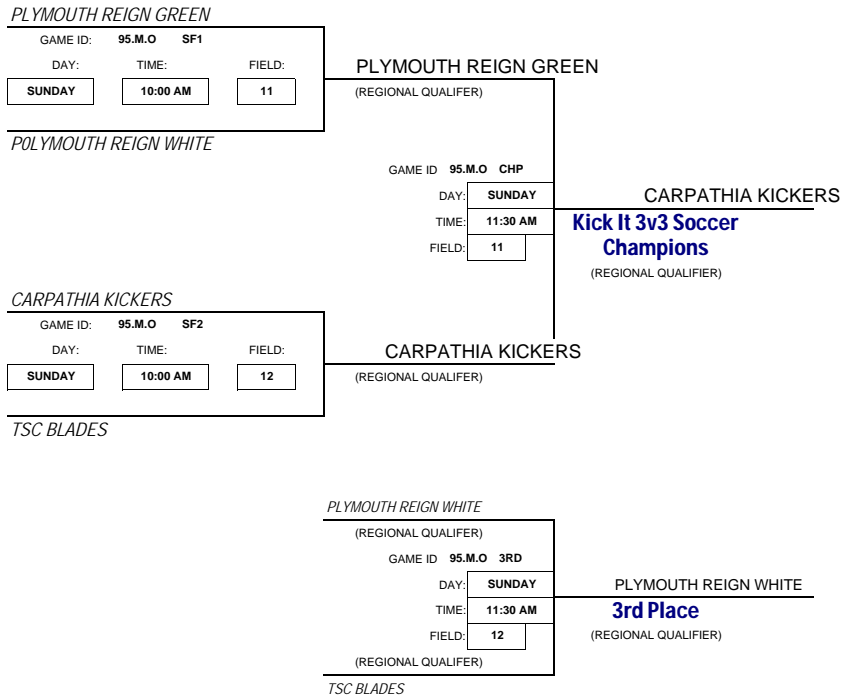 PLYMOUTH REIGN GREEN
GAME ID: 95.M.O SF1
DAY: TIME: FIELD:
SUNDAY 10:00 AM 11
PLYMOUTH REIGN GREEN
(REGIONAL QUALIFER)
P0LYMOUTH REIGN WHITE
GAME ID 95.M.O CHP
DAY: SUNDAY
TIME: 11:30 AM
FIELD: 11
CARPATHIA KICKERS
Kick It 3v3 Soccer
Champions
(REGIONAL QUALIFIER)
CARPATHIA KICKERS
GAME ID: 95.M.O SF2
DAY: TIME: FIELD:
SUNDAY 10:00 AM 12
CARPATHIA KICKERS
(REGIONAL QUALIFER)
TSC BLADES
PLYMOUTH REIGN WHITE
(REGIONAL QUALIFER)
GAME ID 95.M.O 3RD
DAY: SUNDAY
TIME: 11:30 AM
FIELD: 12
(REGIONAL QUALIFER)
TSC BLADES
PLYMOUTH REIGN WHITE
3rd Place
(REGIONAL QUALIFIER)